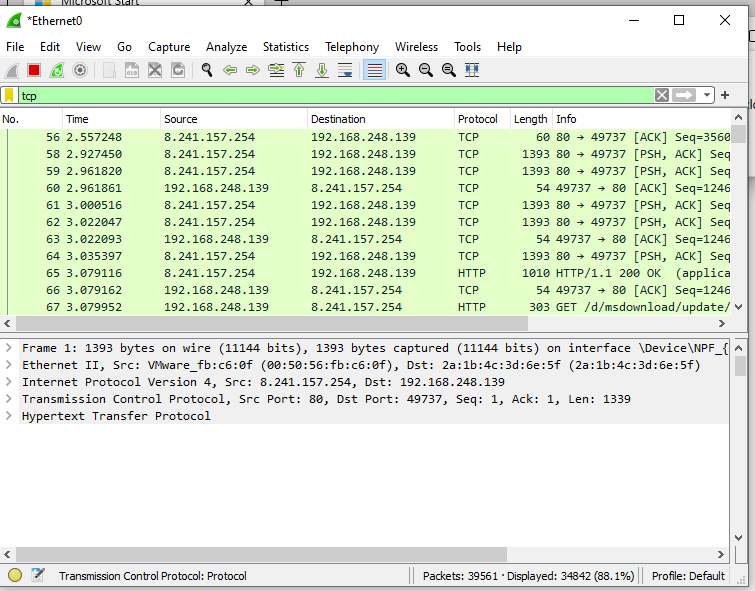 Microsoft Start
*Ethernet0
File Edit View Go Capture Analyze Statistics Telephony Wireless Tools Help
tcp
No. Time Source Destination Protocol Length Info
56 2.557248 8.241.157.254 192.168.248.139 TCP 60 80 → 49737 [ACK] Seq=3560
58 2.927450 8.241.157.254 192.168.248.139 TCP 1393 80 → 49737 [PSH, ACK] Seq
59 2.961820 8.241.157.254 192.168.248.139 TCP 1393 80 → 49737 [PSH, ACK] Seq
60 2.961861 192.168.248.139 8.241.157.254 TCP 54 49737 → 80 [ACK] Seq=1246
61 3.000516 8.241.157.254 192.168.248.139 TCP 1393 80 → 49737 [PSH, ACK] Seq
62 3.022047 8.241.157.254 192.168.248.139 TCP 1393 80 → 49737 [PSH, ACK] Seq
63 3.022093 192.168.248.139 8.241.157.254 TCP 54 49737 → 80 [ACK] Seq=1246
64 3.035397 8.241.157.254 192.168.248.139 TCP 1393 80 → 49737 [PSH, ACK] Seq
65 3.079116 8.241.157.254 192.168.248.139 HTTP 1010 HTTP/1.1 200 OK (applica
66 3.079162 192.168.248.139 8.241.157.254 TCP 54 49737 → 80 [ACK] Seq=1246
67 3.079952 192.168.248.139 8.241.157.254 HTTP 303 GET /d/msdownload/update/
Frame 1: 1393 bytes on wire (11144 bits), 1393 bytes captured (11144 bits) on interface \Device\NPF_{
Ethernet II, Src: VMware_fb:c6:0f (00:50:56:fb:c6:0f), Dst: 2a:1b:4c:3d:6e:5f (2a:1b:4c:3d:6e:5f)
Internet Protocol Version 4, Src: 8.241.157.254, Dst: 192.168.248.139
Transmission Control Protocol, Src Port: 80, Dst Port: 49737, Seq: 1, Ack: 1, Len: 1339
Hypertext Transfer Protocol
Transmission Control Protocol: Protocol
Packets: 39561 · Displayed: 34842 (88.1%)
Profile: Default